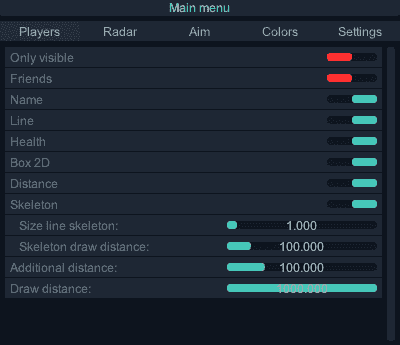 Main menu
Players Radar Aim Colors Settings
Only visible
Friends
Name
Line
Health
Box 2D
Distance
Skeleton
Size line skeleton: 1.000
Skeleton draw distance: 100.000
Additional distance: 100.000
Draw distance: 1000.000